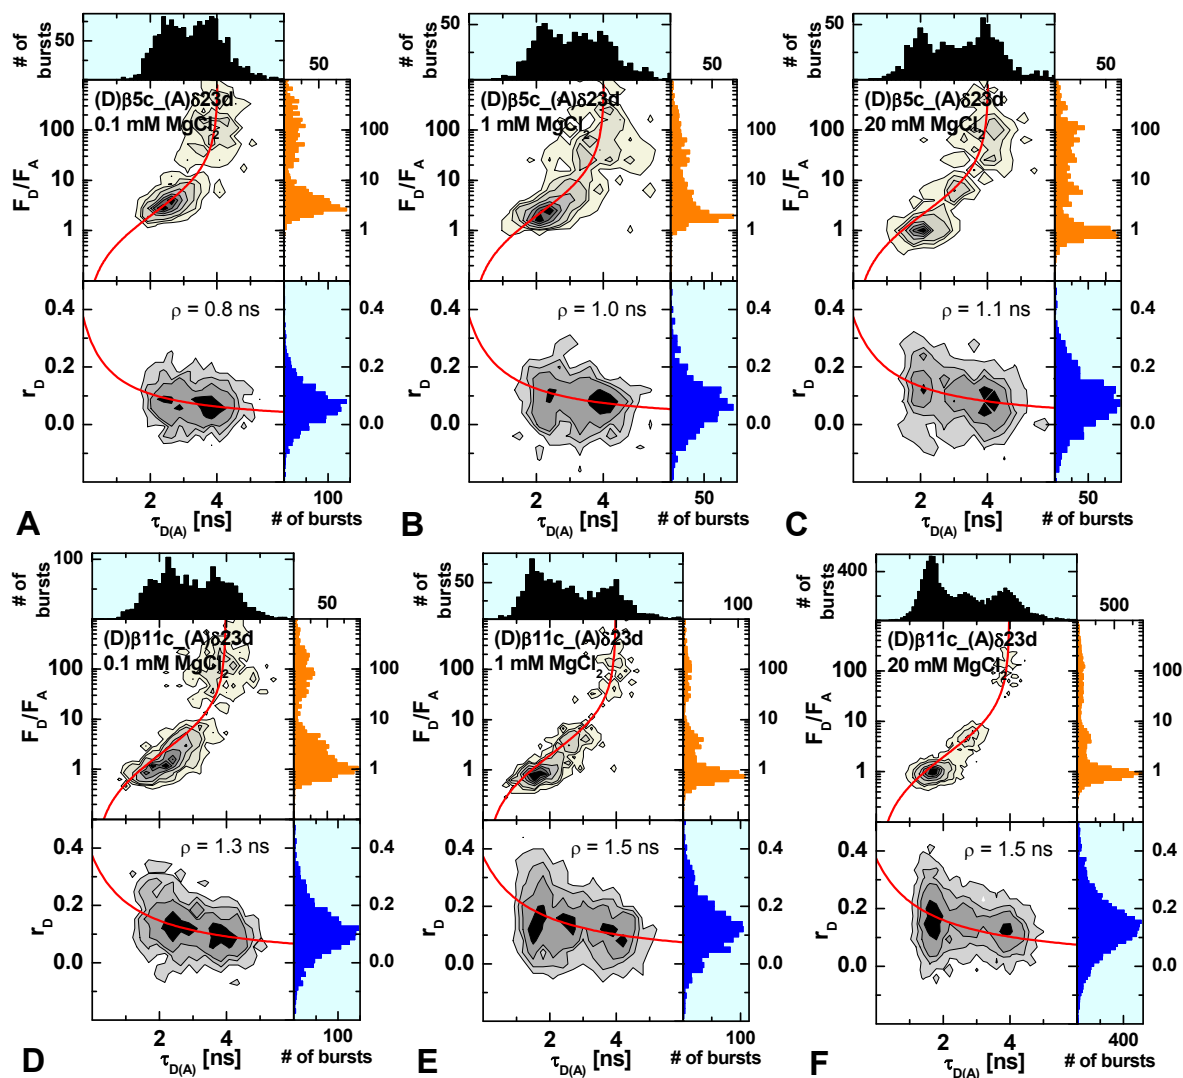 # of bursts
50
50
(D)β5c_(A)δ23d
0.1 mM MgCl2
100
10
1
F_D/F_A
100
10
1
0.4
0.2
0.0
r_D
ρ = 0.8 ns
0.4
0.2
0.0
2
4
100
A
τ_D(A) [ns]
# of bursts
# of bursts
50
50
(D)β5c_(A)δ23d
1 mM MgCl2
100
10
1
F_D/F_A
100
10
1
0.4
0.2
0.0
r_D
ρ = 1.0 ns
0.4
0.2
0.0
2
4
50
B
τ_D(A) [ns]
# of bursts
# of bursts
50
50
(D)β5c_(A)δ23d
20 mM MgCl2
100
10
1
F_D/F_A
100
10
1
0.4
0.2
0.0
r_D
ρ = 1.1 ns
0.4
0.2
0.0
2
4
50
C
τ_D(A) [ns]
# of bursts
# of bursts
100
50
(D)β11c_(A)δ23d
0.1 mM MgCl2
100
10
1
F_D/F_A
100
10
1
0.4
0.2
0.0
r_D
ρ = 1.3 ns
0.4
0.2
0.0
2
4
100
D
τ_D(A) [ns]
# of bursts
# of bursts
50
100
(D)β11c_(A)δ23d
1 mM MgCl2
100
10
1
F_D/F_A
100
10
1
0.4
0.2
0.0
r_D
ρ = 1.5 ns
0.4
0.2
0.0
2
4
100
E
τ_D(A) [ns]
# of bursts
# of bursts
400
500
(D)β11c_(A)δ23d
20 mM MgCl2
100
10
1
F_D/F_A
100
10
1
0.4
0.2
0.0
r_D
ρ = 1.5 ns
0.4
0.2
0.0
2
4
400
F
τ_D(A) [ns]
# of bursts